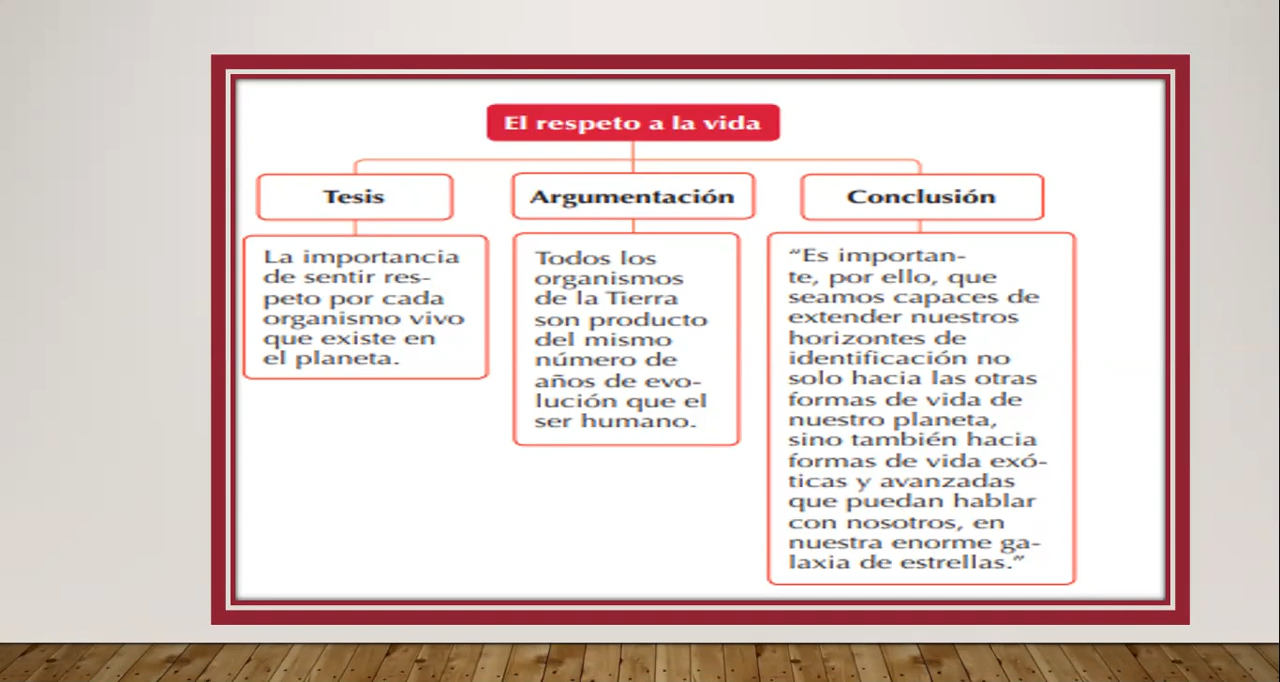 El respeto a la vida
Tesis
La importancia
de sentir res-
peto por cada
organismo vivo
que existe en
el planeta.
Argumentación
Todos los
organismos
de la Tierra
son producto
del mismo
número de
años de evo-
lución que el
ser humano.
Conclusión
“Es importan-
te, por ello, que
seamos capaces de
extender nuestros
horizontes de
identificación no
solo hacia las otras
formas de vida de
nuestro planeta,
sino también hacia
formas de vida exó-
ticas y avanzadas
que puedan hablar
con nosotros, en
nuestra enorme ga-
laxia de estrellas.”